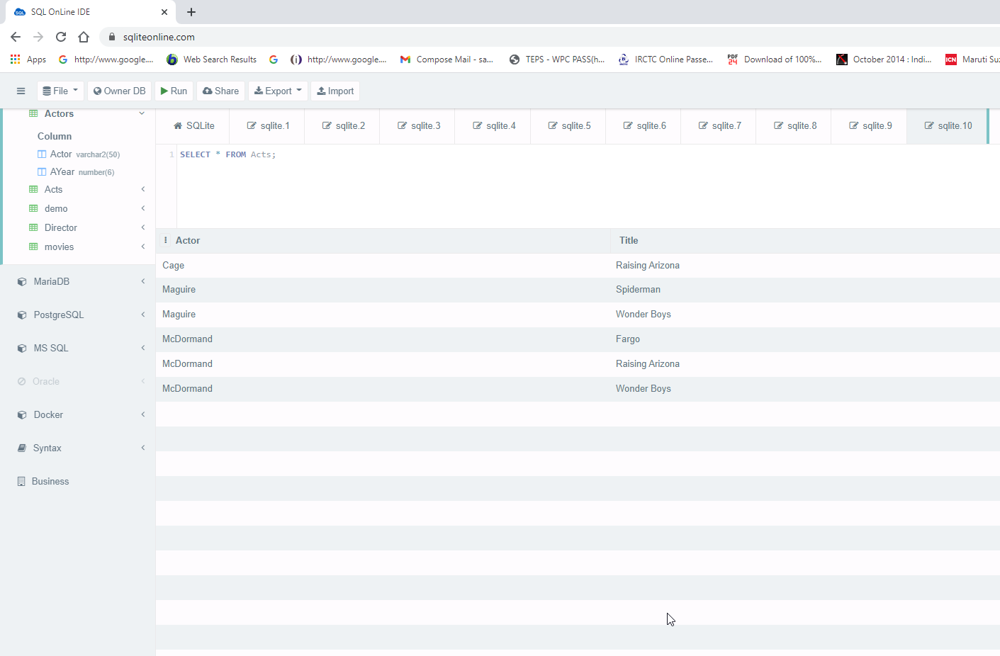 SQL OnLine IDE
sqliteonline.com
Apps http://www.google.... Web Search Results http://www.google.... Compose Mail - sa... TEPS - WPC PASS(h... IRCTC Online Passe... PDF 24 Download of 100%... October 2014 : Indi... ICN Maruti Suz
File Owner DB Run Share Export Import
Actors
Column
Actor varchar2(50)
AYear number(6)
Acts
demo
Director
movies
MariaDB
PostgreSQL
MS SQL
Oracle
Docker
Syntax
Business
SQLite sqlite.1 sqlite.2 sqlite.3 sqlite.4 sqlite.5 sqlite.6 sqlite.7 sqlite.8 sqlite.9 sqlite.10
1 SELECT * FROM Acts;
Actor Title
Cage Raising Arizona
Maguire Spiderman
Maguire Wonder Boys
McDormand Fargo
McDormand Raising Arizona
McDormand Wonder Boys